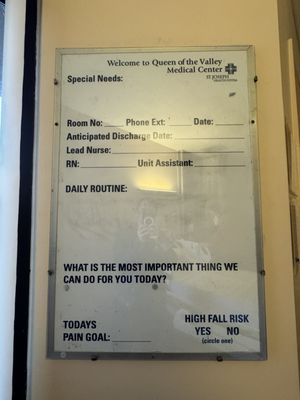 Welcome to Queen of the Valley
Medical Center
ST JOSEPH
HEALTH SYSTEM
Special Needs:
Room No: Phone Ext: Date:
Anticipated Discharge Date:
Lead Nurse:
RN: Unit Assistant:
DAILY ROUTINE:
WHAT IS THE MOST IMPORTANT THING WE
CAN DO FOR YOU TODAY?
HIGH FALL RISK
TODAYS YES NO
PAIN GOAL: (circle one)